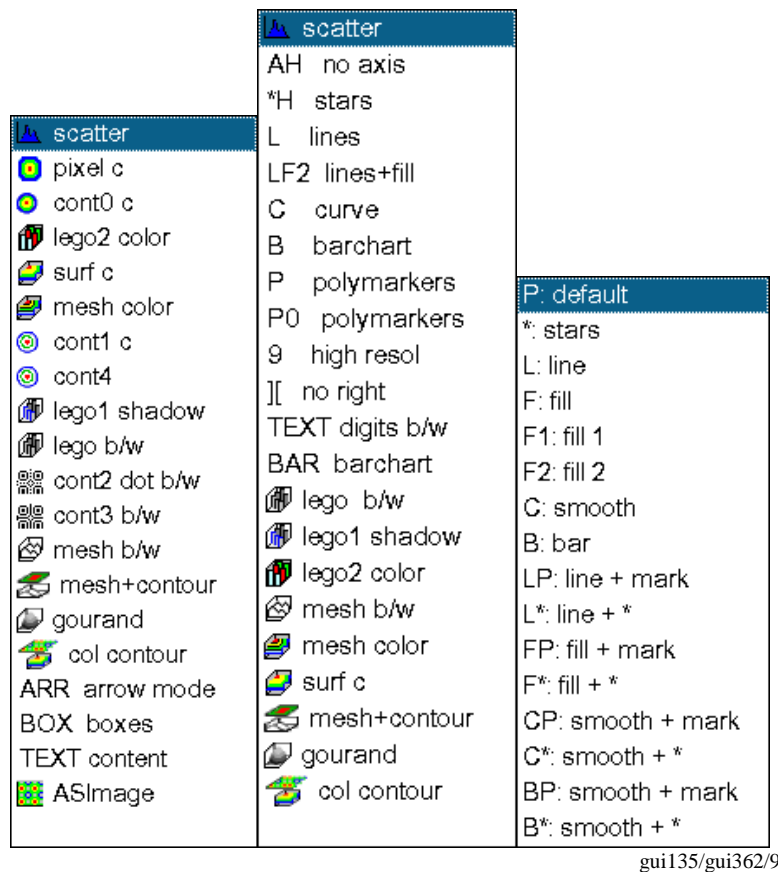 scatter
pixel c
cont0 c
lego2 color
surf c
mesh color
cont1 c
cont4
lego1 shadow
lego b/w
cont2 dot b/w
cont3 b/w
mesh b/w
mesh+contour
gourand
col contour
ARR arrow mode
BOX boxes
TEXT content
ASImage
scatter
AH no axis
*H stars
L lines
LF2 lines+fill
C curve
B barchart
P polymarkers
P0 polymarkers
9 high resol
][ no right
TEXT digits b/w
BAR barchart
lego b/w
lego1 shadow
lego2 color
mesh b/w
mesh color
surf c
mesh+contour
gourand
col contour
P: default
*: stars
L: line
F: fill
F1: fill 1
F2: fill 2
C: smooth
B: bar
LP: line + mark
L*: line + *
FP: fill + mark
F*: fill + *
CP: smooth + mark
C*: smooth + *
BP: smooth + mark
B*: smooth + *
gui135/gui362/9